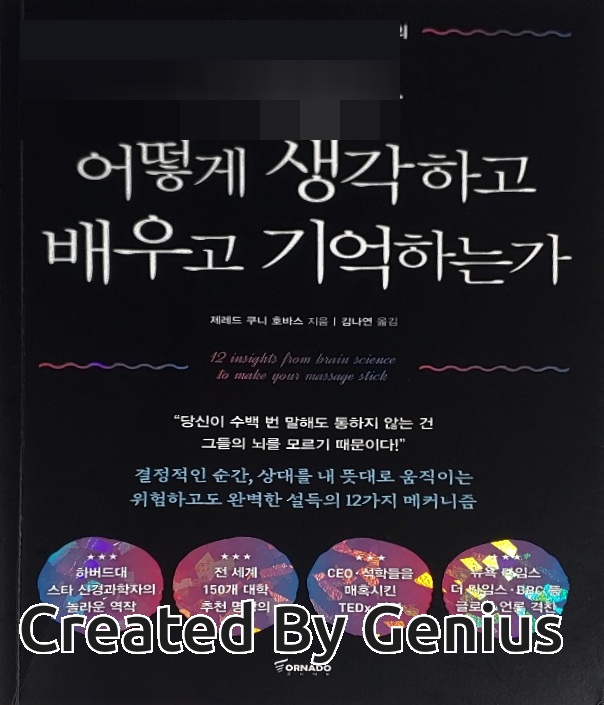 의
어떻게 생각하고
배우고 기억하는가
제레드 쿠니 호바스 지음 | 김나연 옮김
12 insights from brain science
to make your massage stick
"당신이 수백 번 말해도 통하지 않는 건
그들의 뇌를 모르기 때문이다!"
결정적인 순간, 상대를 내 뜻대로 움직이는
위험하고도 완벽한 설득의 12가지 메커니즘
하버드대
스타 신경과학자의
놀라운 역작
전 세계
150개 대학
추천
CEO·석학들을
매혹시킨
뉴욕 타임스
더 타임스·BBC 등
Created By Genius
TORNADO
토네이도